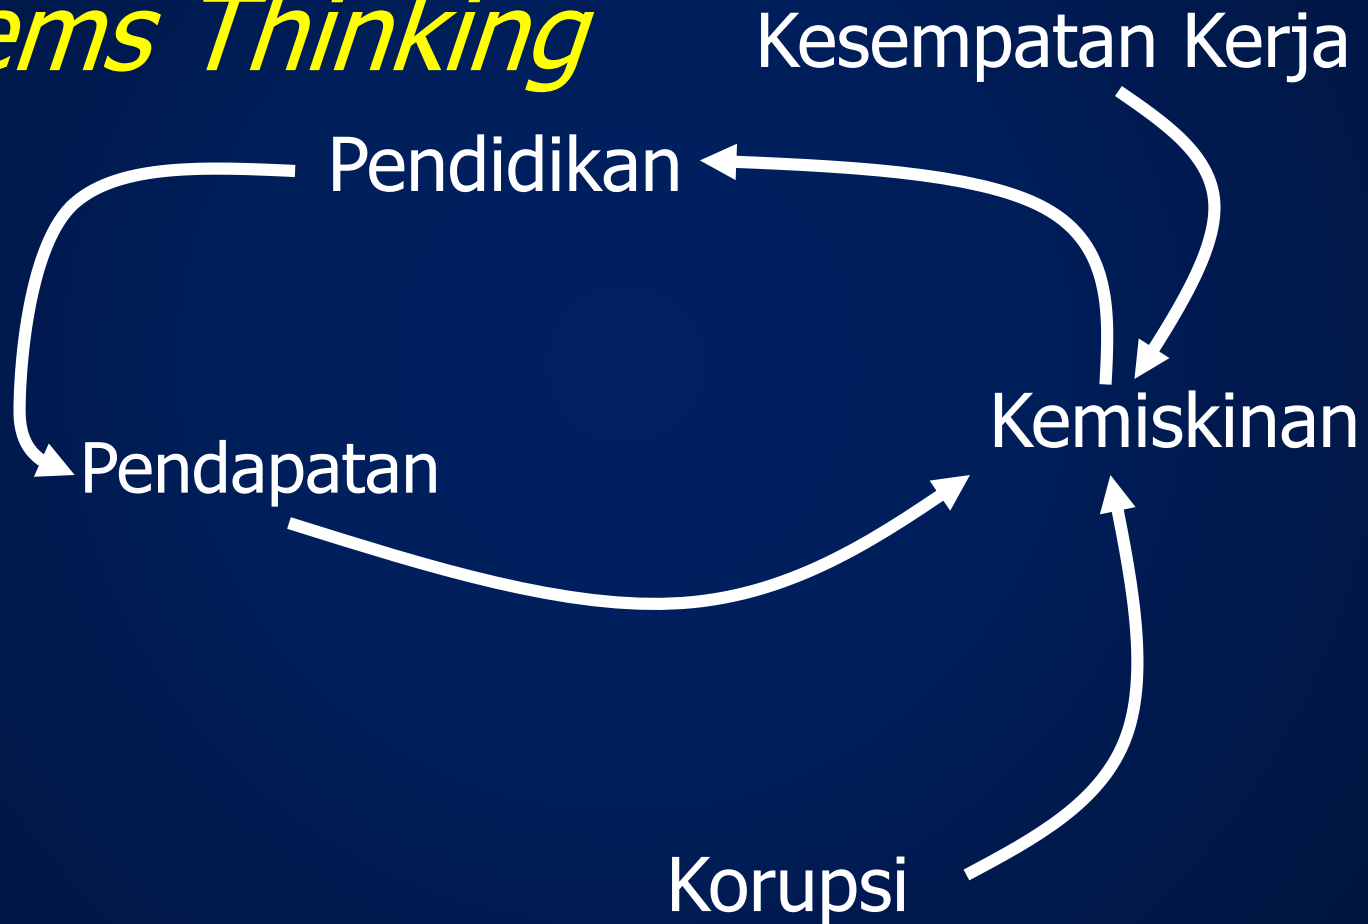 ems Thinking
Kesempatan Kerja
Pendidikan
Kemiskinan
Pendapatan
Korupsi